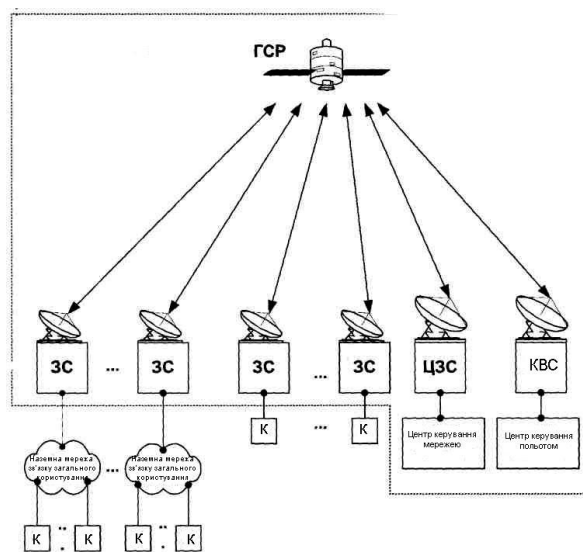 ГСР
ЗС ... ЗС ЗС ... ЗС ЦЗС КВС
К ... К
Центр керування
мережею
Центр керування
польотом
Наземна мережа
зв'язку загального
користування
...
Наземна мережа
зв'язку загального
користування
К ... К К ... К